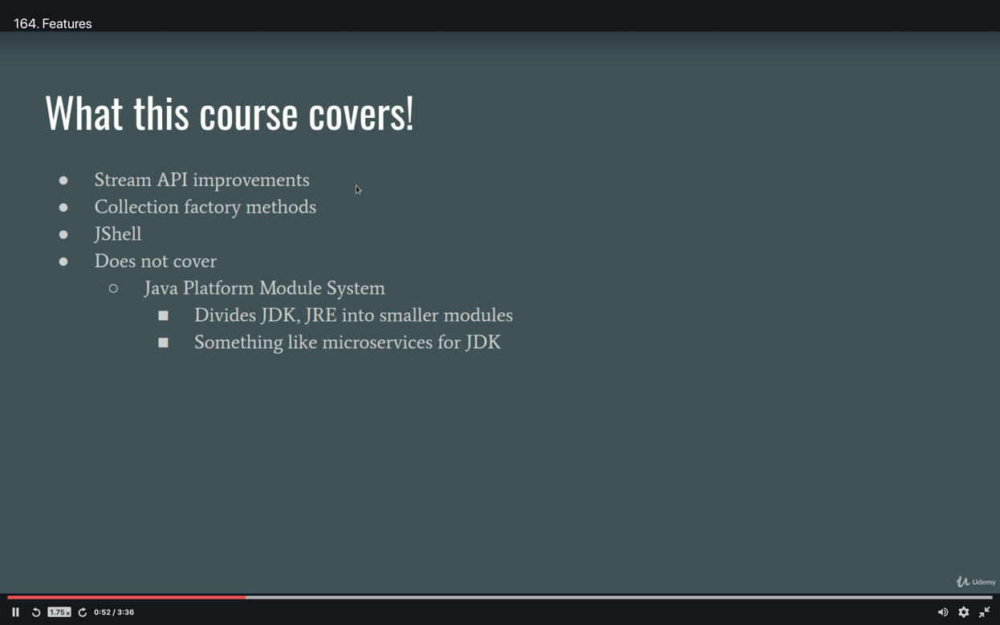 164. Features
What this course covers!
● Stream API improvements
● Collection factory methods
● JShell
● Does not cover
○ Java Platform Module System
■ Divides JDK, JRE into smaller modules
■ Something like microservices for JDK
Udemy
1.75x 0:52 / 3:36